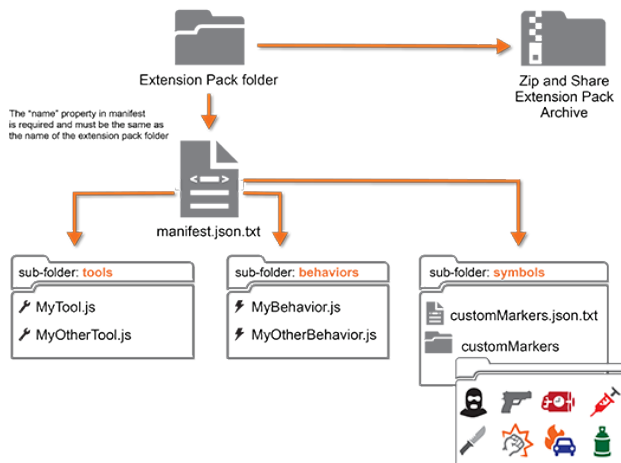 Extension Pack folder
Zip and Share
Extension Pack
Archive
The "name" property in manifest
is required and must be the same as
the name of the extension pack folder
manifest.json.txt
sub-folder: tools
MyTool.js
MyOtherTool.js
sub-folder: behaviors
MyBehavior.js
MyOtherBehavior.js
sub-folder: symbols
customMarkers.json.txt
customMarkers